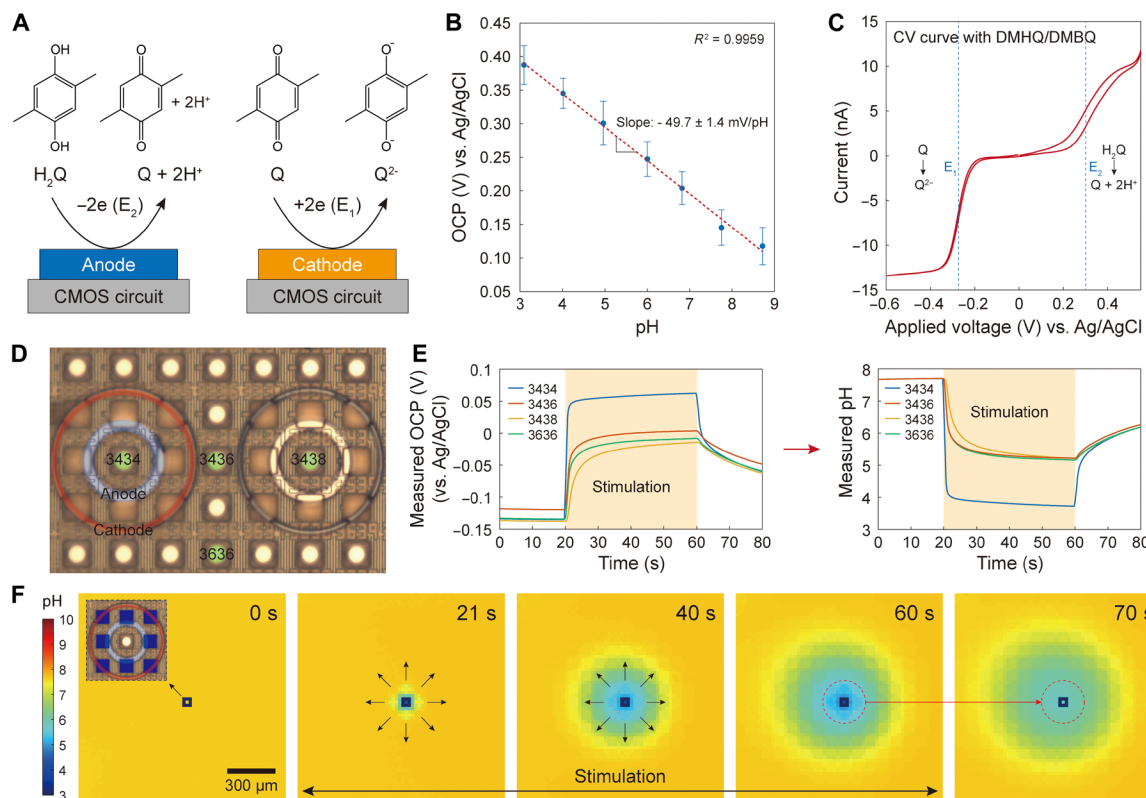 A
OH
OH
H₂Q
O
O
+ 2H⁺
Q + 2H⁺
−2e (E₂)
Anode
CMOS circuit
O
O
Q
O⁻
O⁻
Q²⁻
+2e (E₁)
Cathode
CMOS circuit
B
OCP (V) vs. Ag/AgCl
0.40
0.35
0.30
0.25
0.20
0.15
0.10
0.05
R² = 0.9959
Slope: - 49.7 ± 1.4 mV/pH
3 4 5 6 7 8 9
pH
C
Current (nA)
15
10
5
0
−5
−10
−15
CV curve with DMHQ/DMBQ
Q
Q²⁻
E₁
E₂
H₂Q
Q + 2H⁺
−0.6 −0.4 −0.2 0 0.2 0.4
Applied voltage (V) vs. Ag/AgCl
D
3434
3436
3438
Anode
Cathode
3636
E
Measured OCP (V)
(vs. Ag/AgCl)
0.1
0.05
0
−0.05
−0.1
−0.15
3434
3436
3438
3636
Stimulation
0 10 20 30 40 50 60 70 80
Time (s)
Measured pH
8
7
6
5
4
3
3434
3436
3438
3636
Stimulation
0 10 20 30 40 50 60 70 80
Time (s)
F
pH
10
9
8
7
6
5
4
3
0 s
300 µm
21 s
40 s
60 s
70 s
Stimulation